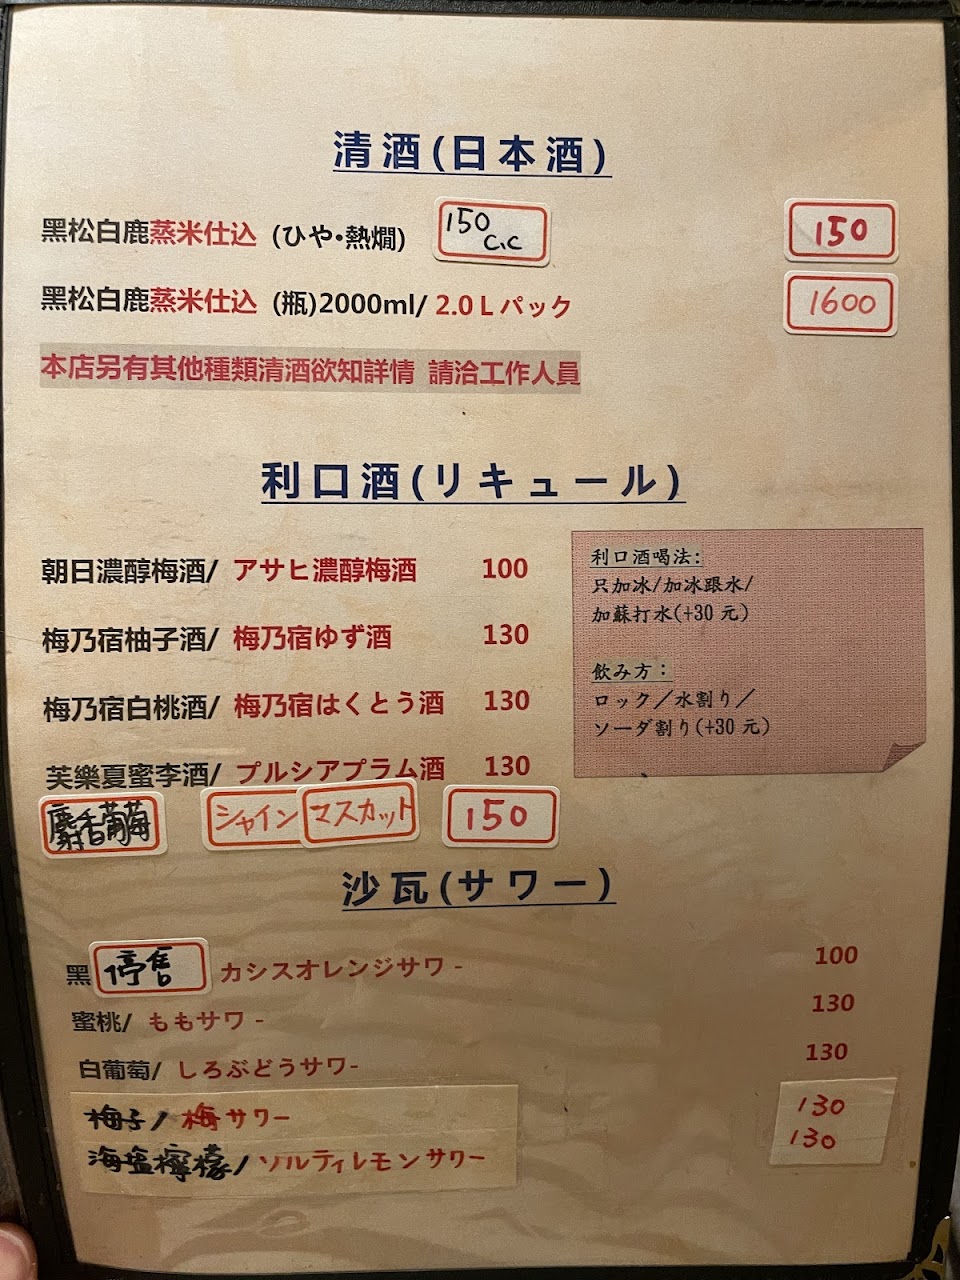 清酒(日本酒)
黑松白鹿蒸米仕込 (ひや•熱燗) 150 c.c 150
黑松白鹿蒸米仕込 (瓶)2000ml/ 2.0Lパック 1600
本店另有其他種類清酒欲知詳情 請洽工作人員
利口酒(リキュール)
朝日濃醇梅酒/ アサヒ濃醇梅酒 100
梅乃宿柚子酒/ 梅乃宿ゆず酒 130
梅乃宿白桃酒/ 梅乃宿はくとう酒 130
芙樂夏蜜李酒/ プルシアプラム酒 130
麝香葡萄 シャインマスカット 150
利口酒喝法:
只加冰/加冰跟水/
加蘇打水(+30 元)
飲み方：
ロック／水割り／
ソーダ割り(+30 元)
沙瓦(サワー)
黑 停售 カシスオレンジサワ - 100
蜜桃/ ももサワ - 130
白葡萄/ しろぶどうサワ- 130
梅子/ 梅サワー 130
海盐檸檬/ ソルティレモンサワー 130